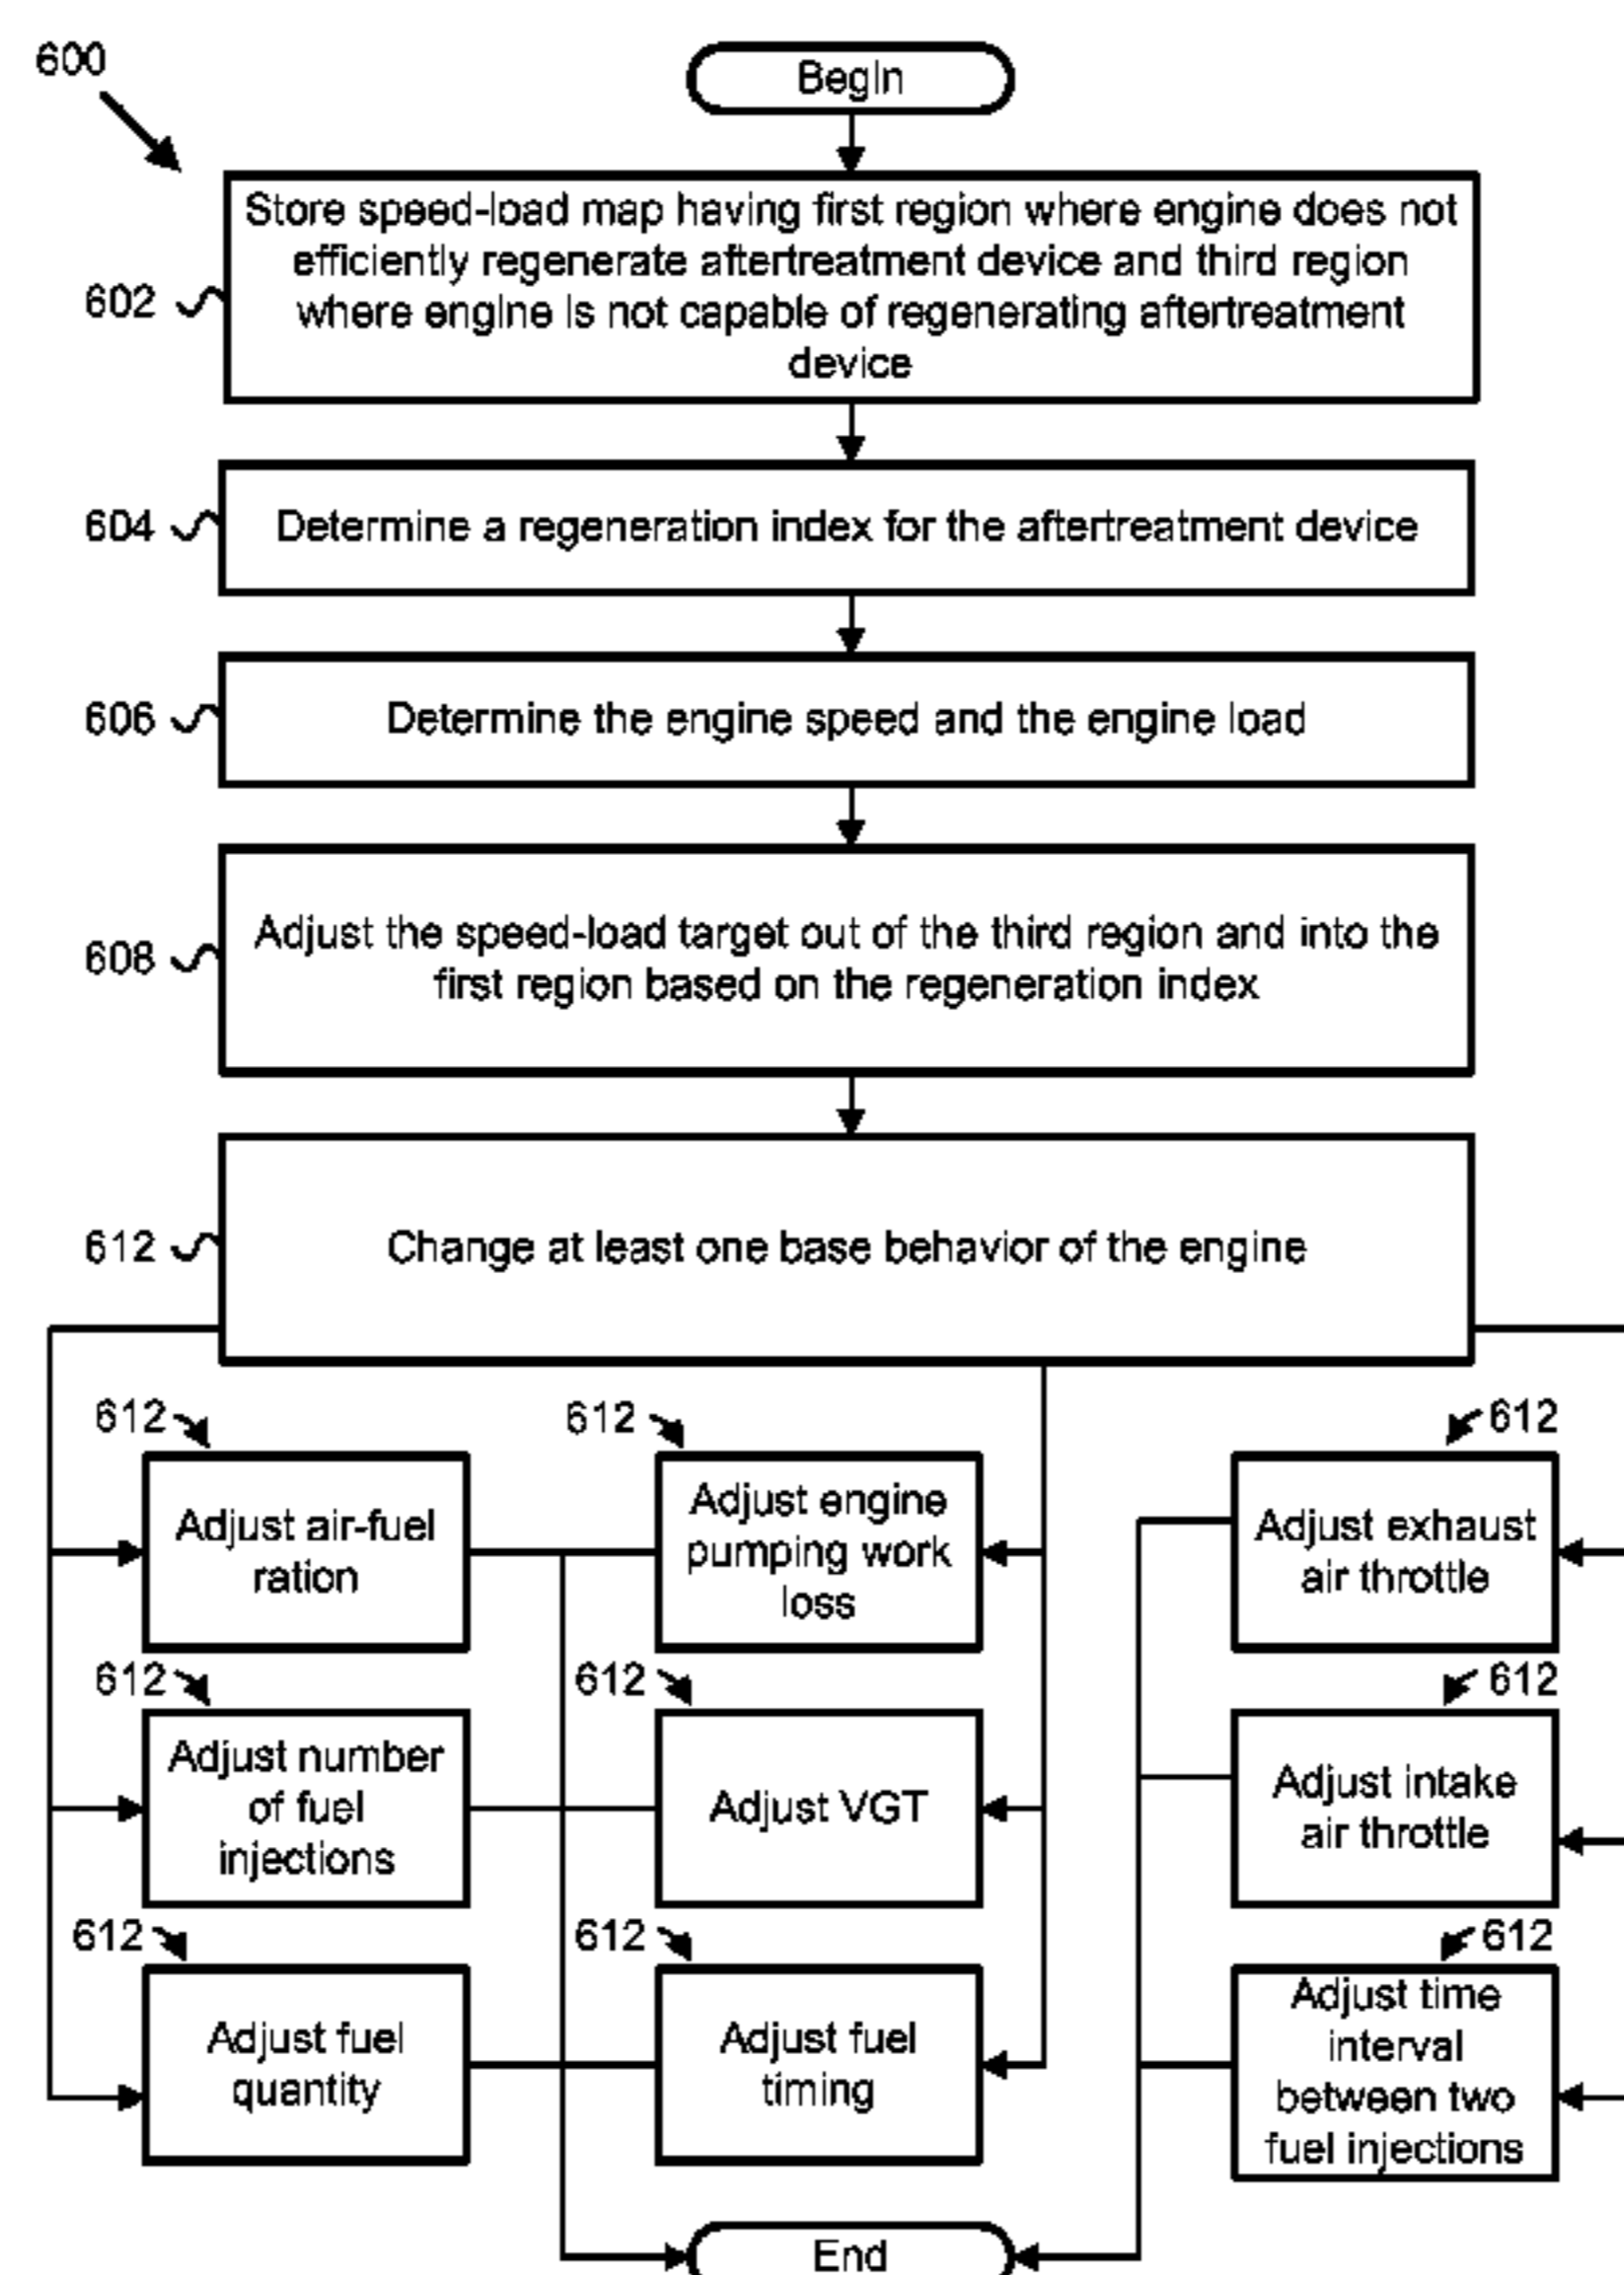 600
Begin
Store speed-load map having first region where engine does not
efficiently regenerate aftertreatment device and third region
where engine is not capable of regenerating aftertreatment
device
602
604
Determine a regeneration index for the aftertreatment device
606
Determine the engine speed and the engine load
608
Adjust the speed-load target out of the third region and into the
first region based on the regeneration index
612
Change at least one base behavior of the engine
612
Adjust air-fuel
ration
612
Adjust engine
pumping work
loss
612
Adjust exhaust
air throttle
612
Adjust number
of fuel
injections
612
Adjust VGT
612
Adjust intake
air throttle
612
Adjust fuel
quantity
612
Adjust fuel
timing
612
Adjust time
interval
between two
fuel injections
End